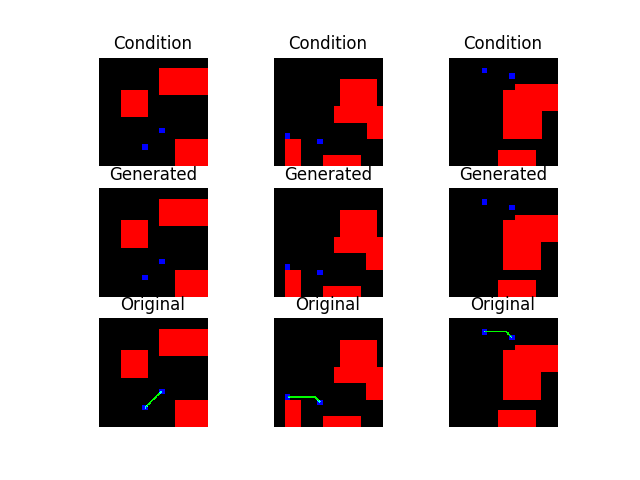 Condition
Condition
Condition
Generated
Generated
Generated
Original
Original
Original